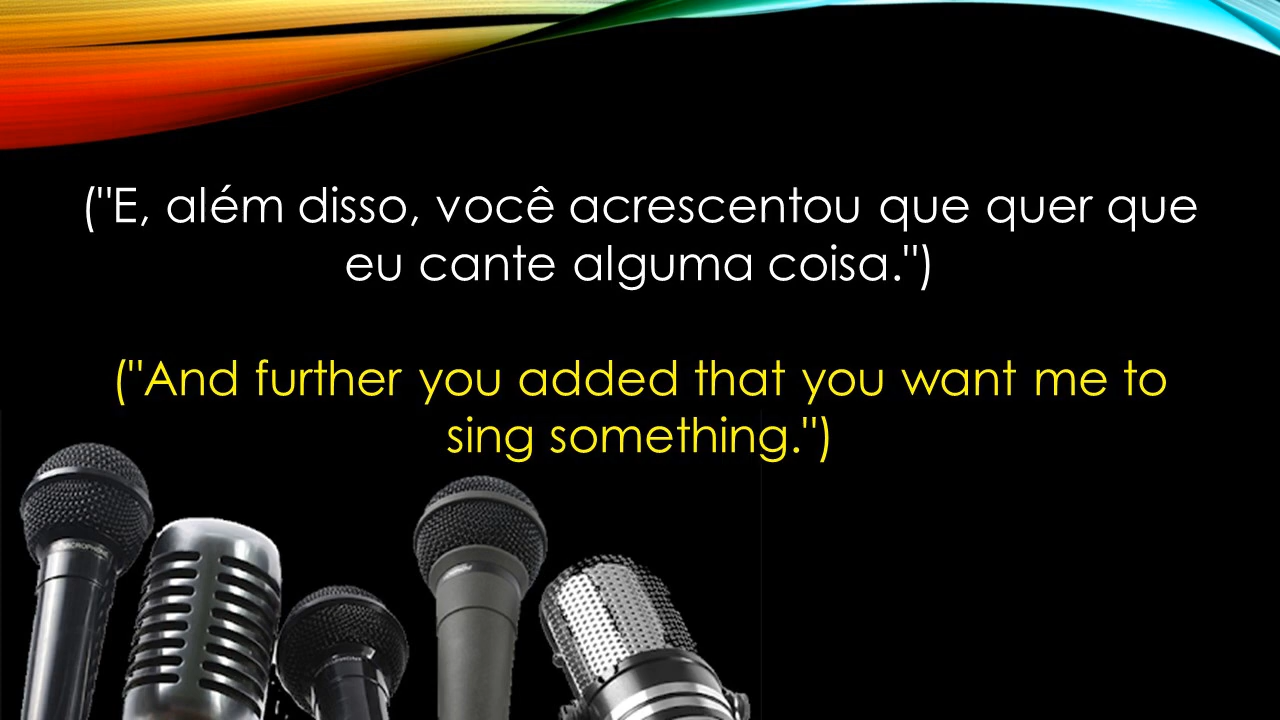 ("E, além disso, você acrescentou que quer que
eu cante alguma coisa.")
("And further you added that you want me to
sing something.")